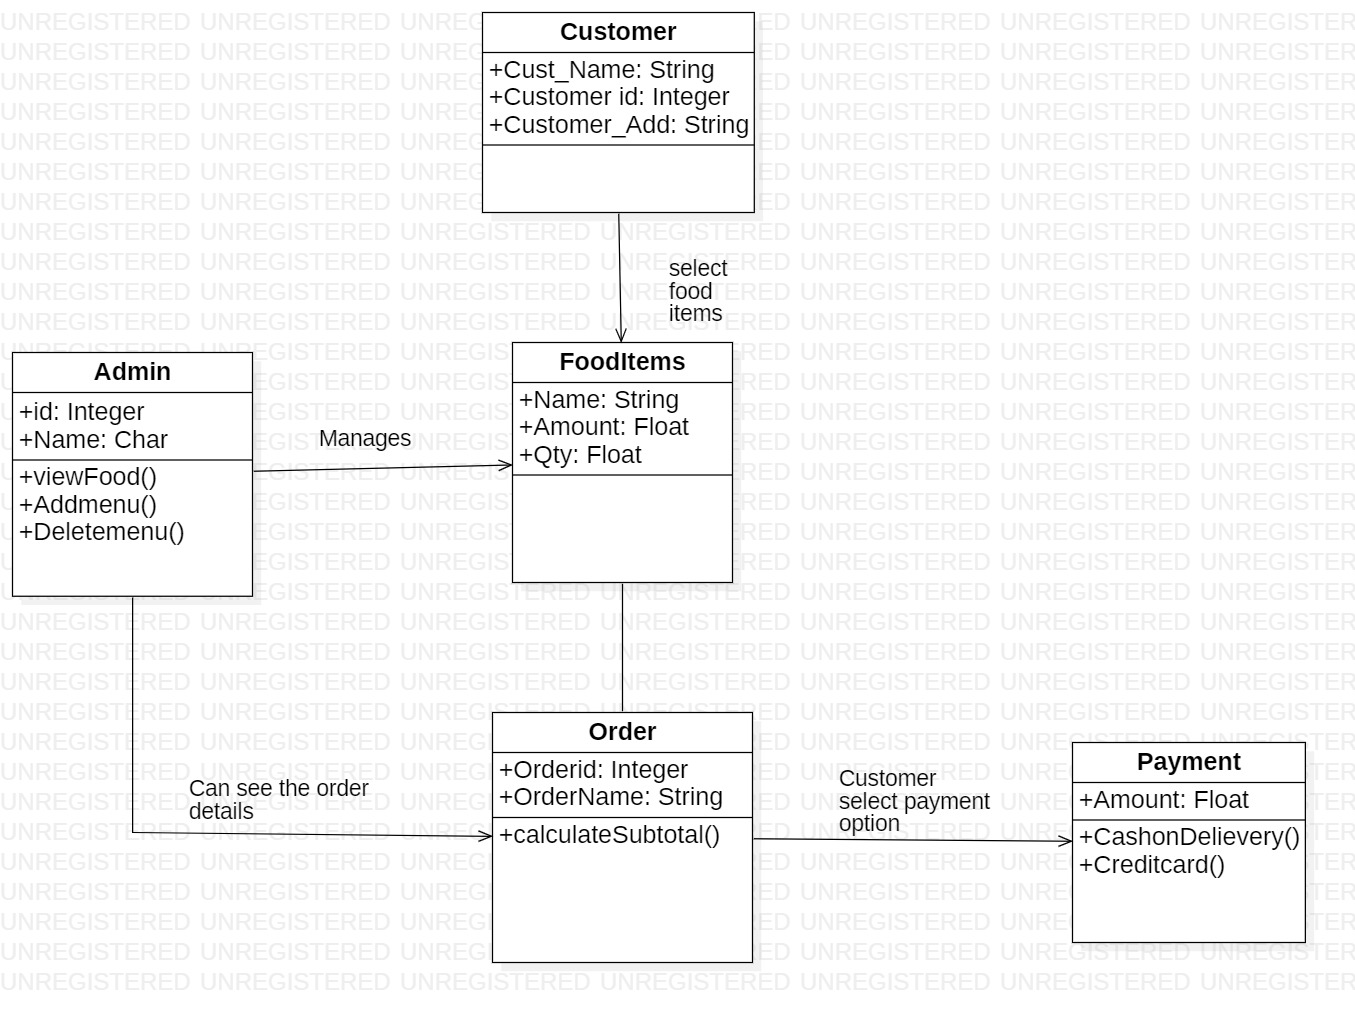 Customer
+Cust_Name: String
+Customer id: Integer
+Customer_Add: String
select
food
items
Admin
+id: Integer
+Name: Char
+viewFood()
+Addmenu()
+Deletemenu()
Manages
FoodItems
+Name: String
+Amount: Float
+Qty: Float
Can see the order
details
Order
+Orderid: Integer
+OrderName: String
+calculateSubtotal()
Customer
select payment
option
Payment
+Amount: Float
+CashonDelievery()
+Creditcard()
UNREGISTERED